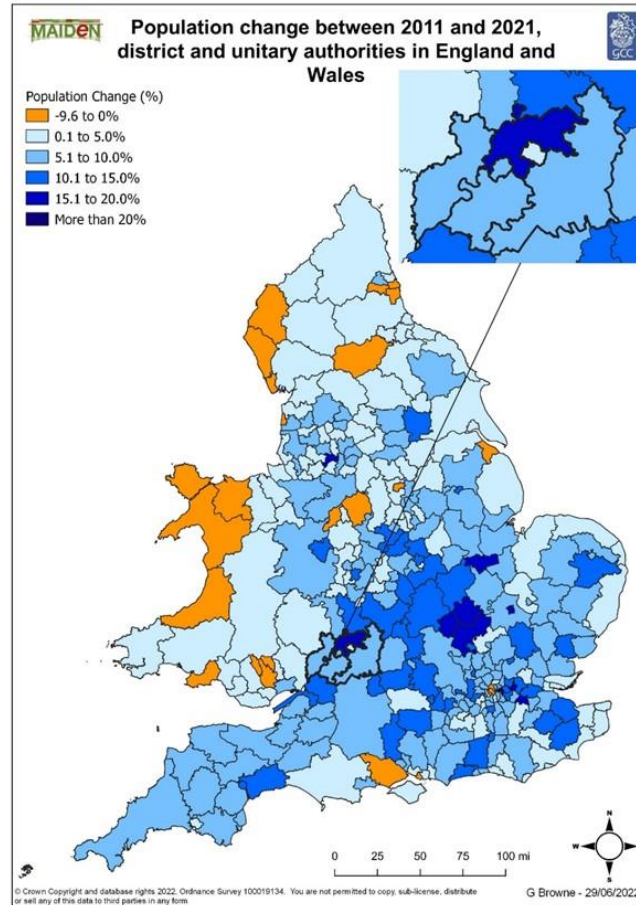 MAIDEN
Population change between 2011 and 2021,
district and unitary authorities in England and
Wales
GCC
Population Change (%)
-9.6 to 0%
0.1 to 5.0%
5.1 to 10.0%
10.1 to 15.0%
15.1 to 20.0%
More than 20%
N
W E
S
0 25 50 100 mi
© Crown Copyright and database rights 2022. Ordnance Survey 100019134. You are not permitted to copy, sub-license, distribute
or sell any of this data to third parties in any form
G Browne - 29/06/2022